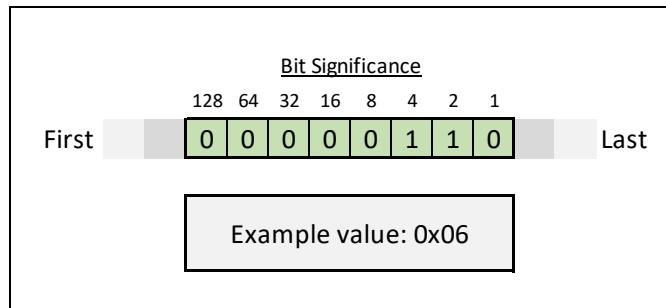 Bit Significance
128 64 32 16 8 4 2 1
First 0 0 0 0 0 1 1 0 Last
Example value: 0x06